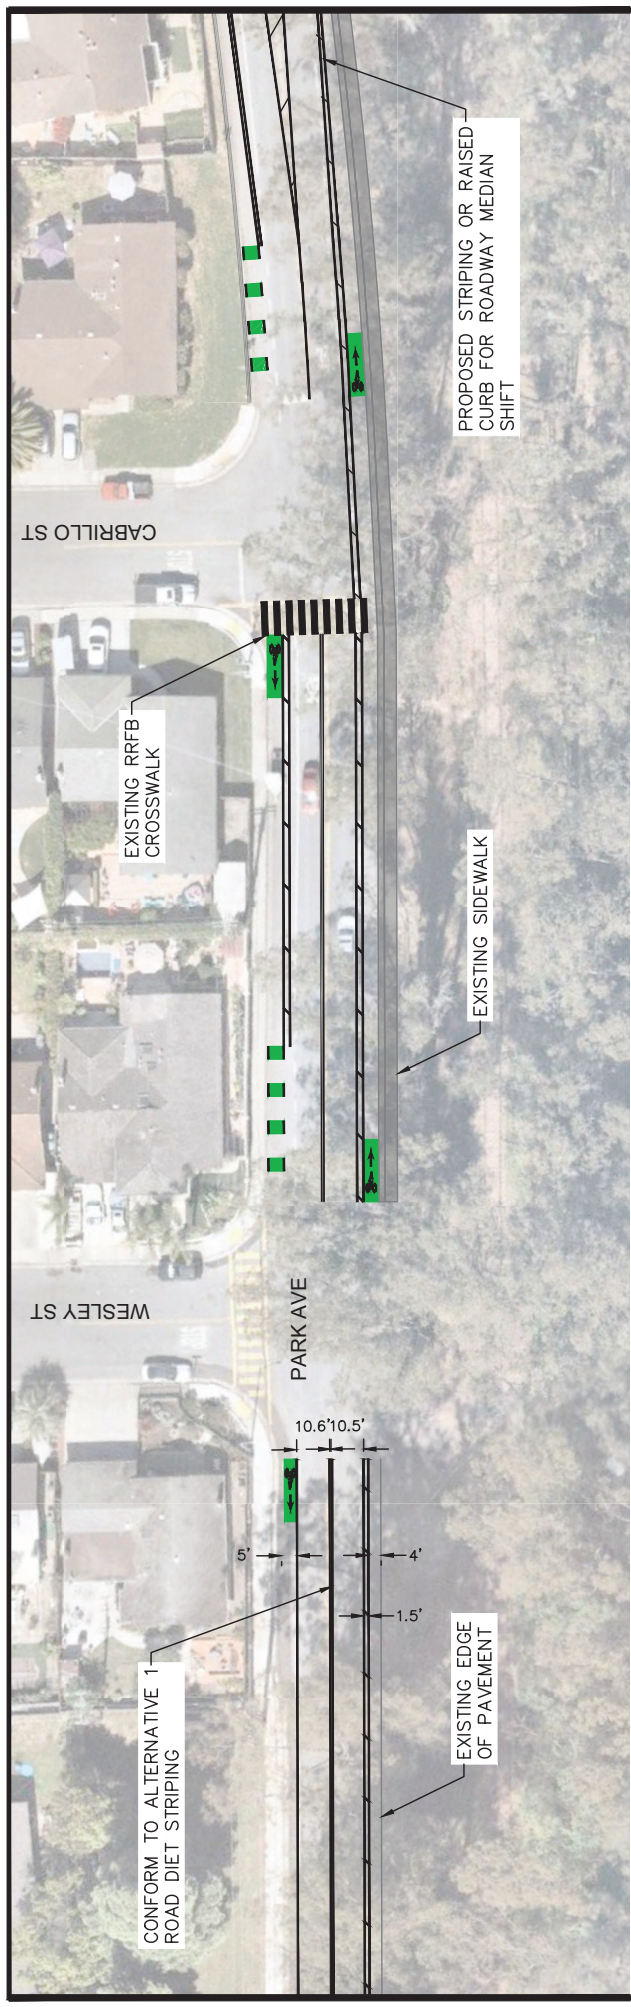 CONFORM TO ALTERNATIVE 1
ROAD DIET STRIPING
WESLEY ST
PARK AVE
10.6'
10.5'
5'
4'
1.5'
EXISTING EDGE
OF PAVEMENT
EXISTING RRFB
CROSSWALK
CABRILLO ST
EXISTING SIDEWALK
PROPOSED STRIPING OR RAISED
CURB FOR ROADWAY MEDIAN
SHIFT